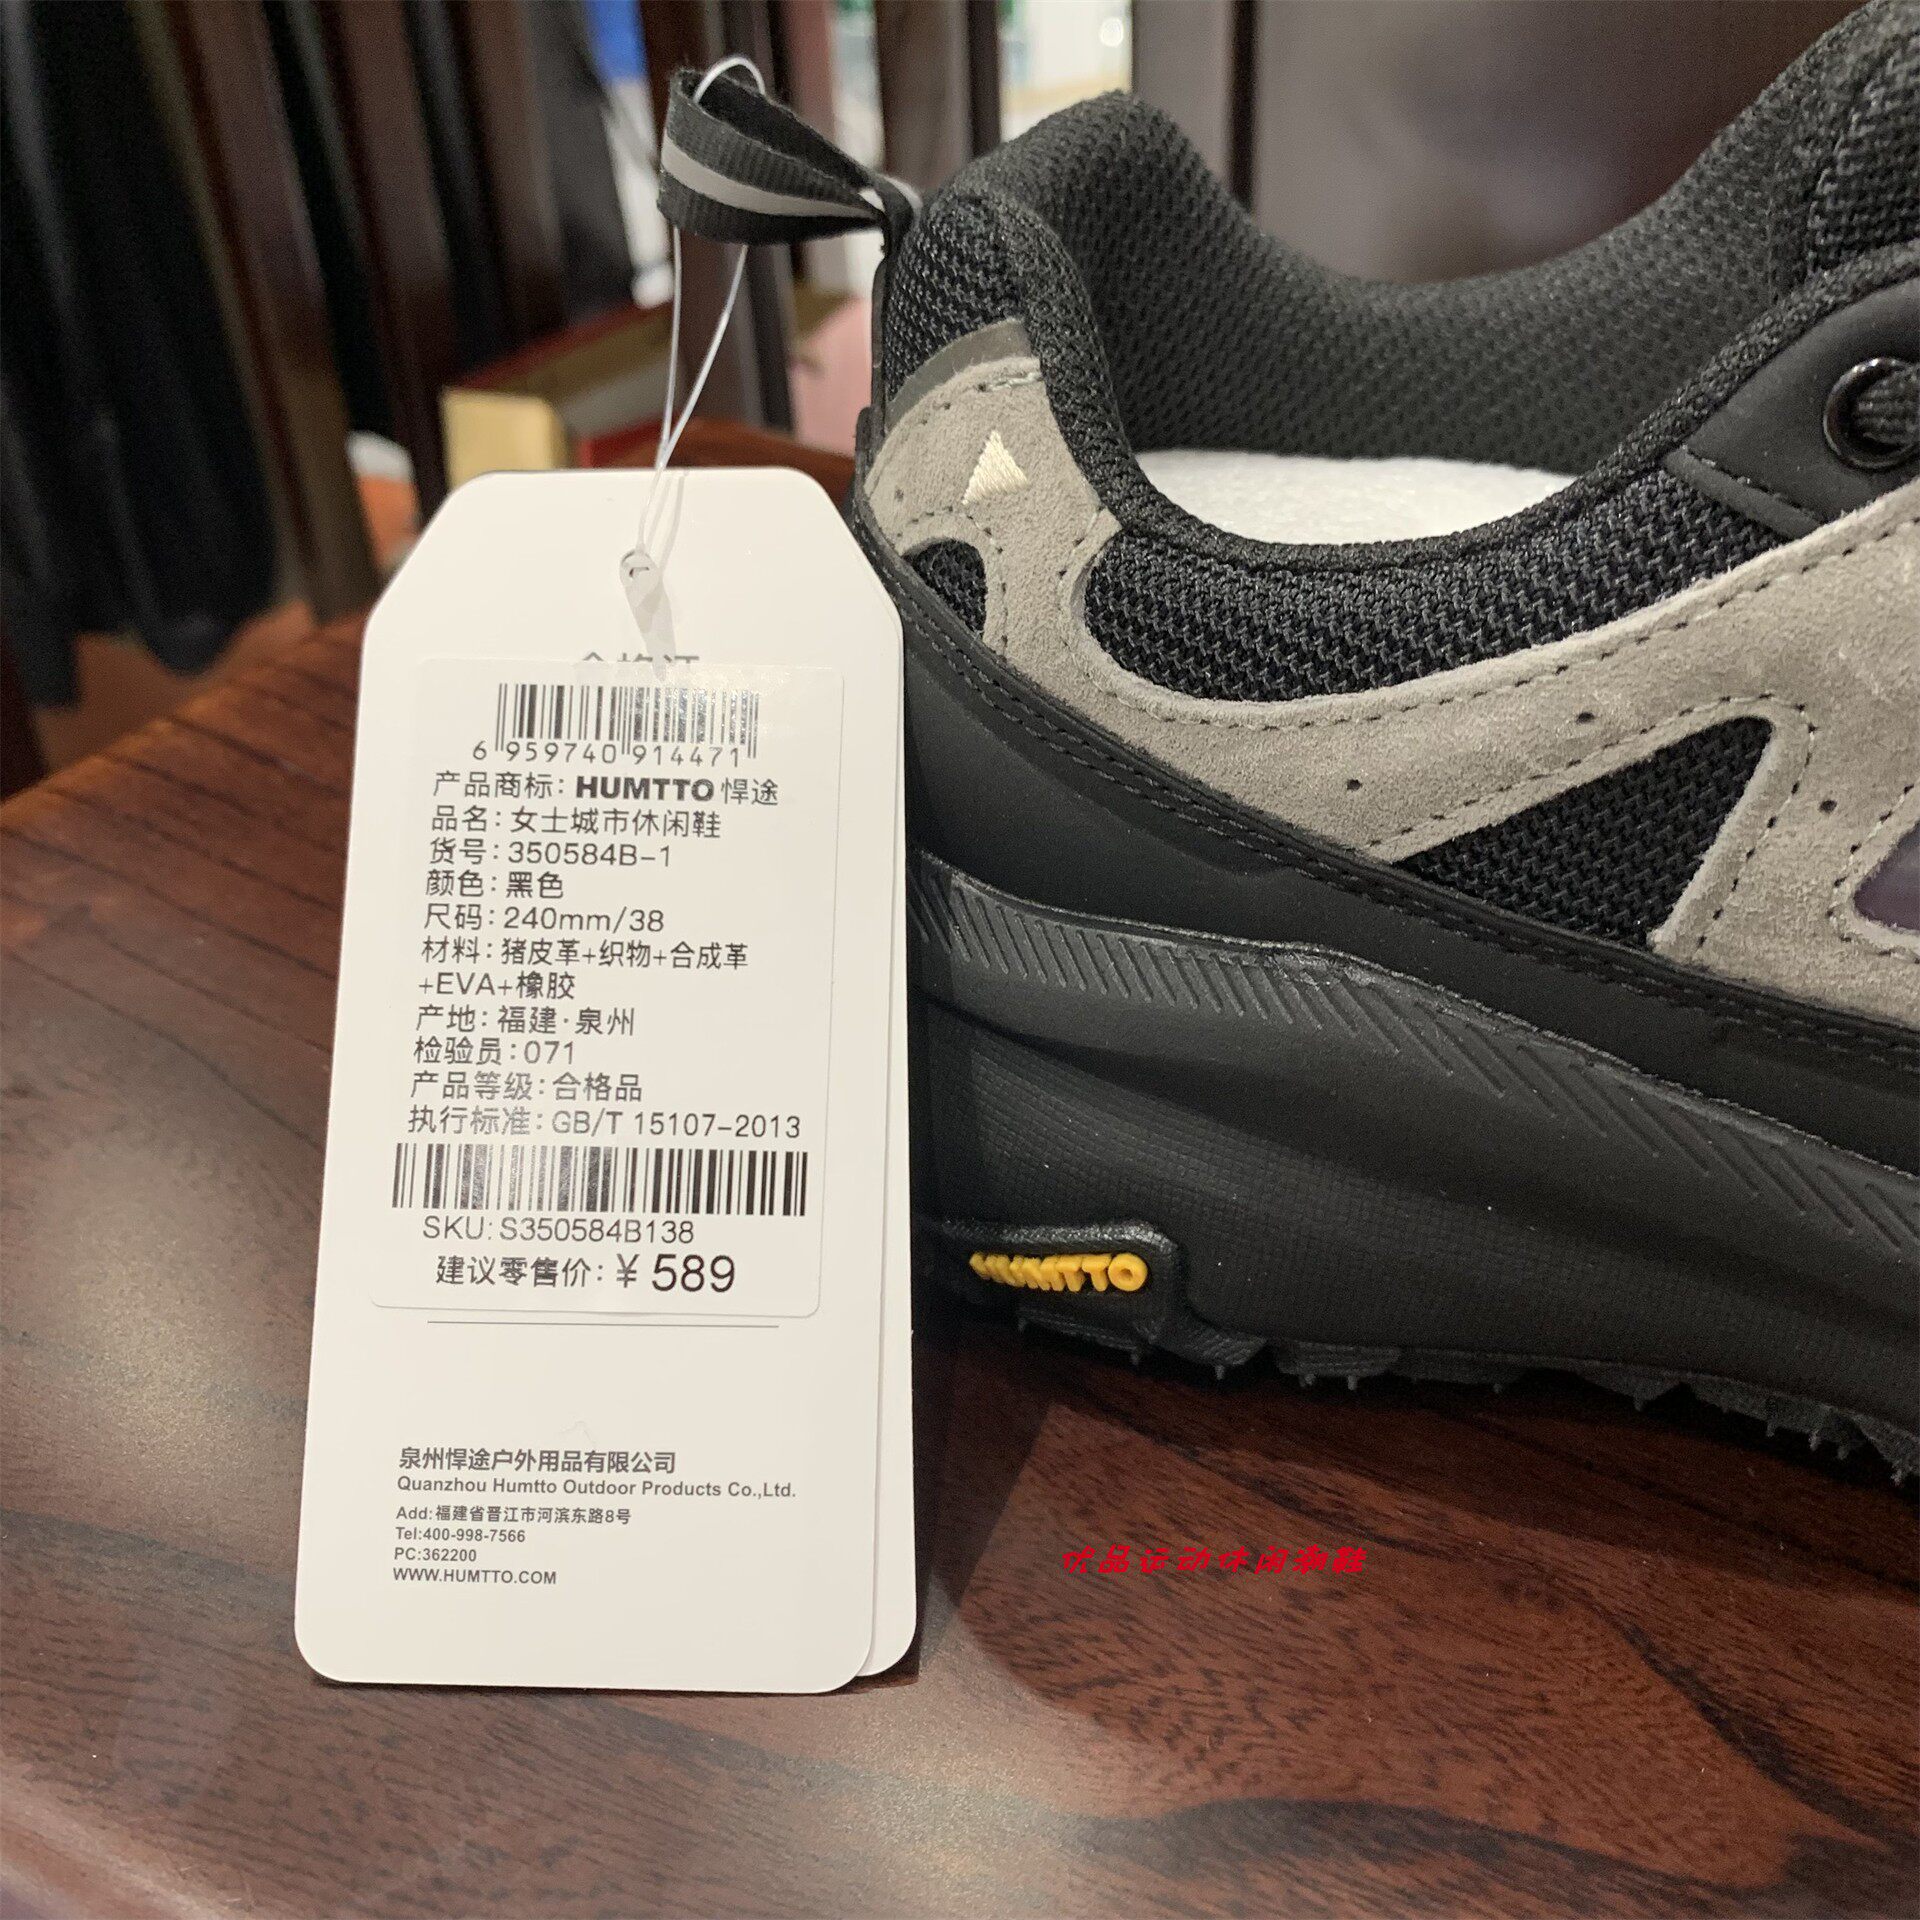 合格证
6 959740 914471
产品商标: HUMTTO 悍途
品名: 女士城市休闲鞋
货号: 350584B-1
颜色: 黑色
尺码: 240mm/38
材料: 猪皮革+织物+合成革
+EVA+橡胶
产地: 福建·泉州
检验员: 071
产品等级: 合格品
执行标准: GB/T 15107-2013
SKU: S350584B138
建议零售价: ¥ 589
泉州悍途户外用品有限公司
Quanzhou Humtto Outdoor Products Co.,Ltd.
Add:福建省晋江市河滨东路8号
Tel:400-998-7566
PC:362200
WWW.HUMTTO.COM
HUMTTO
优品运动休闲潮鞋